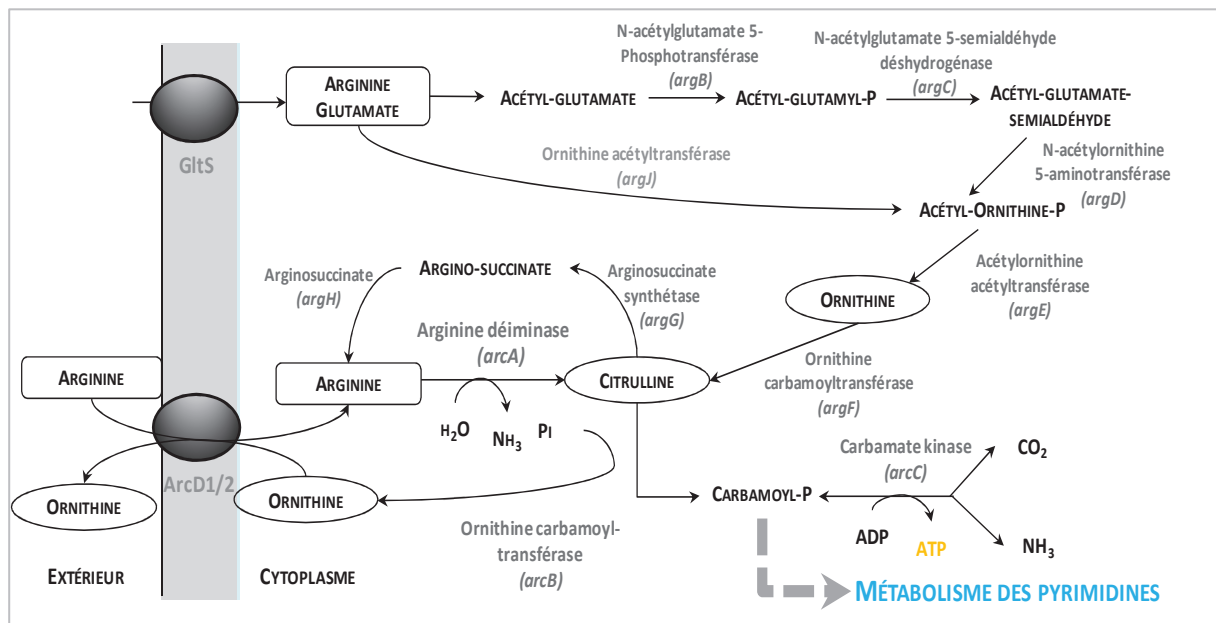 N-acétylglutamate 5-
Phosphotransférase
(argB)
N-acétylglutamate 5-semialdéhyde
déshydrogénase
(argC)
ARGININE
GLUTAMATE
ACÉTYL-GLUTAMATE
ACÉTYL-GLUTAMYL-P
ACÉTYL-GLUTAMATE-
SEMIALDÉHYDE
GltS
Ornithine acétyltransférase
(argJ)
N-acétylornithine
5-aminotransférase
(argD)
ACÉTYL-ORNITHINE-P
Arginosuccinate
(argH)
ARGINO-SUCCINATE
Arginosuccinate
synthétase
(argG)
Acétylornithine
acétyltransférase
(argE)
ORNITHINE
Arginine déiminase
(arcA)
ARGININE
ARGININE
CITRULLINE
Ornithine
carbamoyltransférase
(argF)
H2O
NH3
PI
ArcD1/2
ORNITHINE
ORNITHINE
CARBAMOYL-P
Carbamate kinase
(arcC)
CO2
ADP
ATP
NH3
Ornithine carbamoyl-
transférase
(arcB)
EXTÉRIEUR
CYTOPLASME
MÉTABOLISME DES PYRIMIDINES